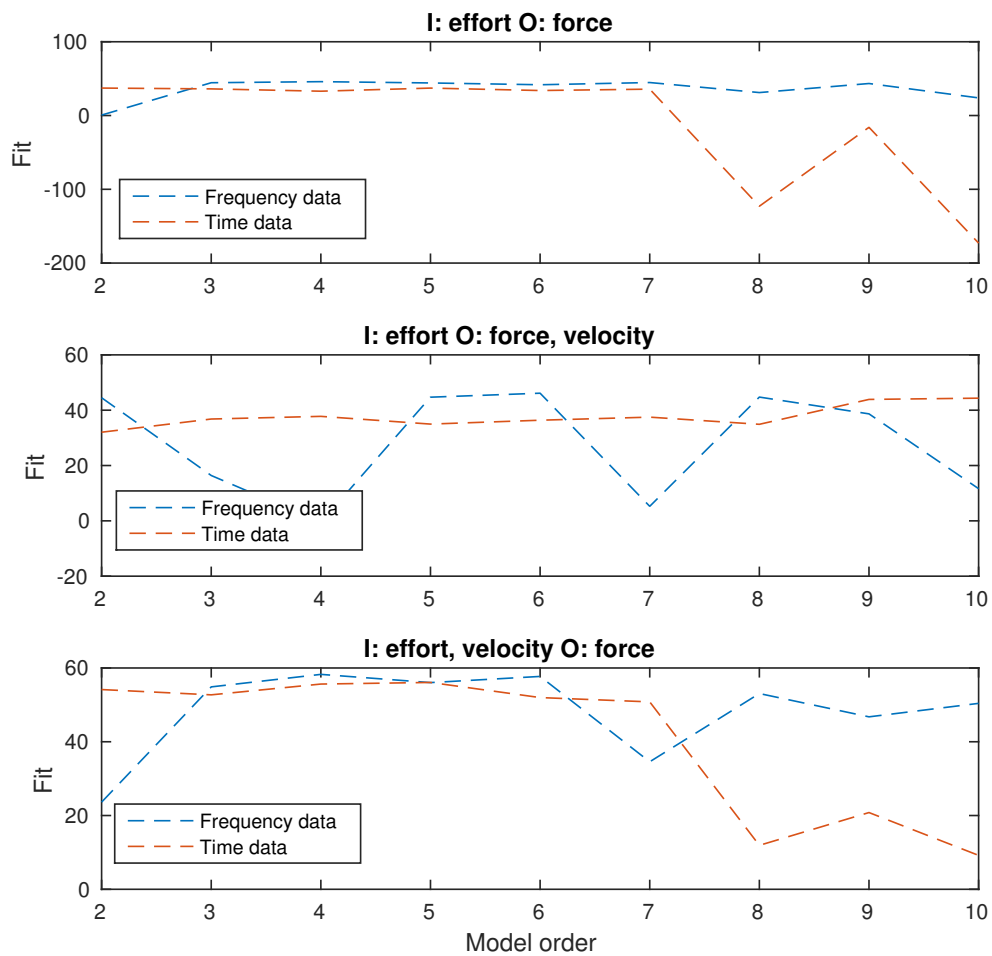 I: effort O: force
100
0
-100
-200
Fit
Frequency data
Time data
2 3 4 5 6 7 8 9 10
I: effort O: force, velocity
60
40
20
0
-20
Fit
Frequency data
Time data
2 3 4 5 6 7 8 9 10
I: effort, velocity O: force
60
40
20
0
Fit
Frequency data
Time data
2 3 4 5 6 7 8 9 10
Model order